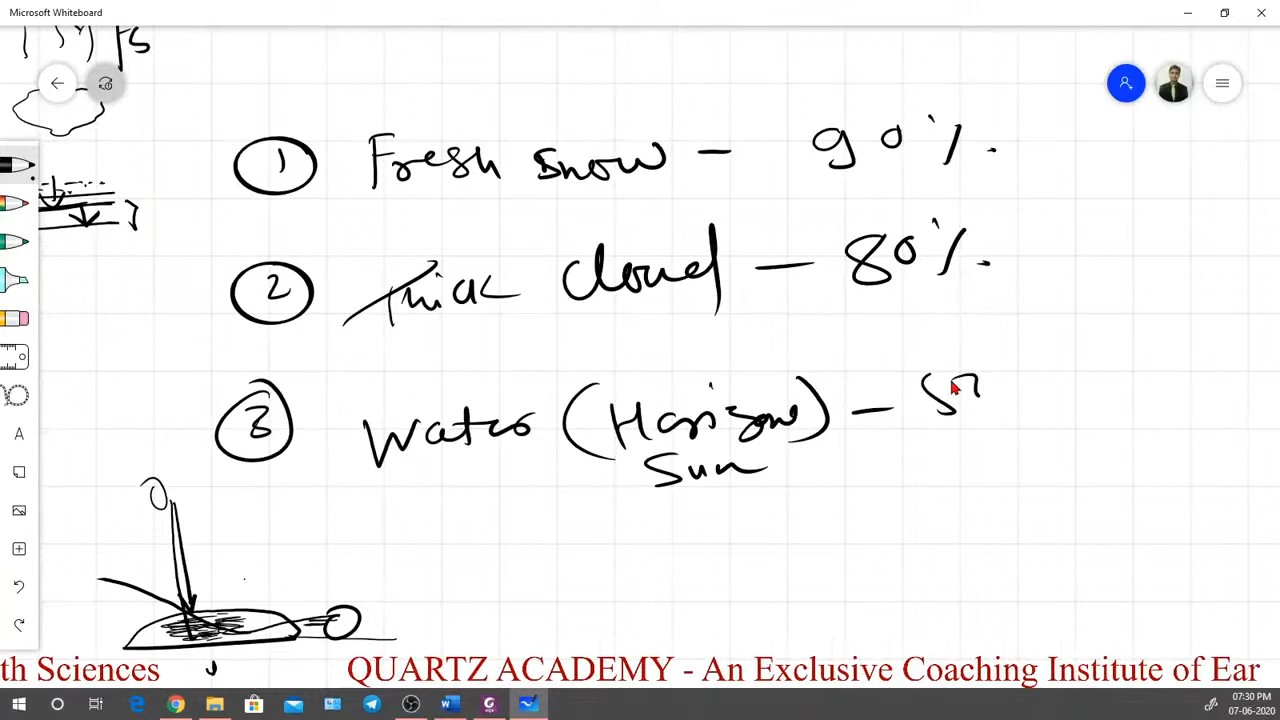 Microsoft Whiteboard
① Fresh snow - 90%.
② Thick cloud - 80%.
③ Water (Horizon) -
Sun
th Sciences QUARTZ ACADEMY - An Exclusive Coaching Institute of Ear
07:30 PM
07-06-2020